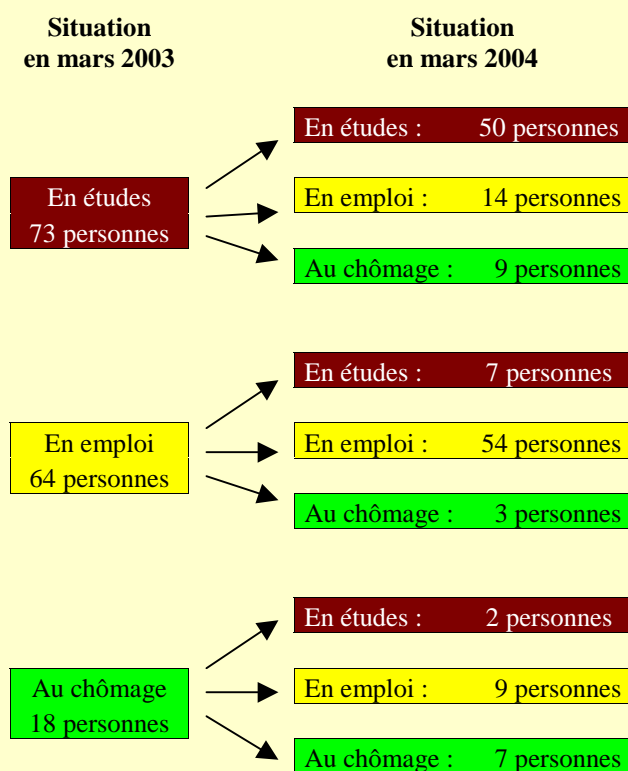 Situation
en mars 2003
Situation
en mars 2004
En études
73 personnes
En études : 50 personnes
En emploi : 14 personnes
Au chômage : 9 personnes
En emploi
64 personnes
En études : 7 personnes
En emploi : 54 personnes
Au chômage : 3 personnes
Au chômage
18 personnes
En études : 2 personnes
En emploi : 9 personnes
Au chômage : 7 personnes